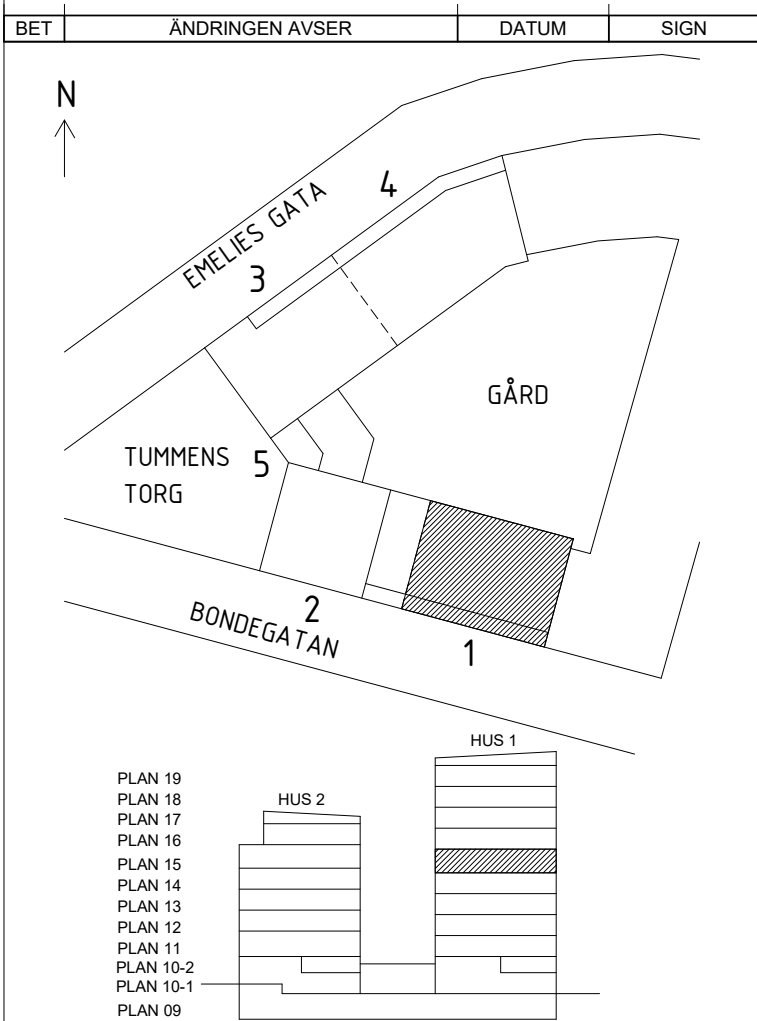 BET ÄNDRINGEN AVSER DATUM SIGN
N
4
EMELIES GATA
3
GÅRD
TUMMENS
TORG
5
2
BONDEGATAN
1
HUS 1
PLAN 19
PLAN 18
HUS 2
PLAN 17
PLAN 16
PLAN 15
PLAN 14
PLAN 13
PLAN 12
PLAN 11
PLAN 10-2
PLAN 10-1
PLAN 09